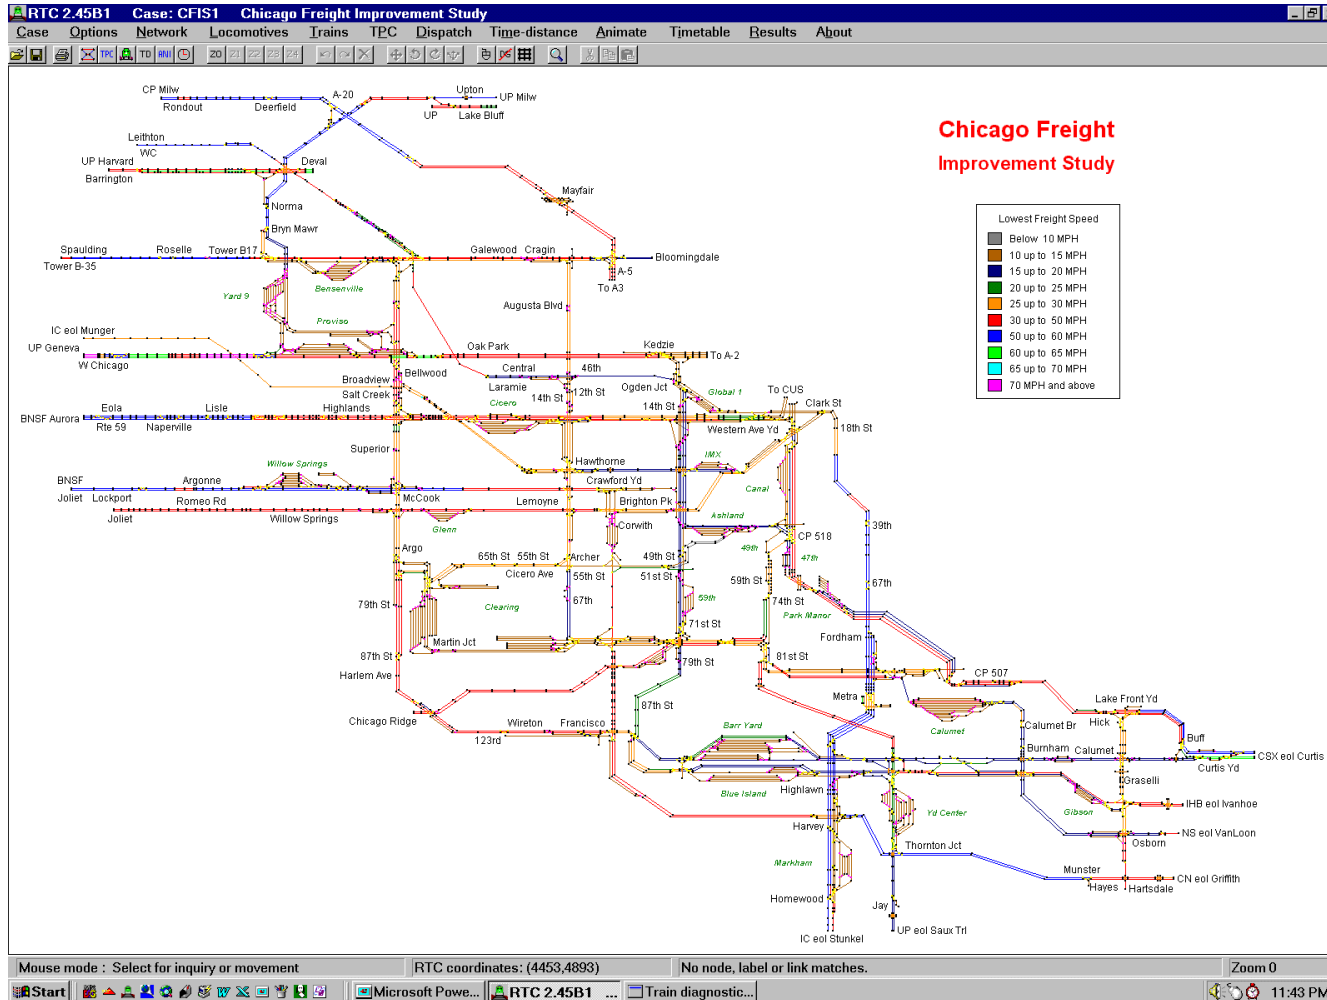 RTC 2.45B1 Case: CFIS1 Chicago Freight Improvement Study
Case Options Network Locomotives Trains TPC Dispatch Time-distance Animate Timetable Results About
TPC TD ANI Z0 Z1 Z2 Z3 Z4
CP Milw
A-20
Upton
UP Milw
Rondout Deerfield
UP Lake Bluff
Chicago Freight
Improvement Study
Leithton
WC
UP Harvard
Deval
Barrington
Mayfair
Norma
Bryn Mawr
Lowest Freight Speed
Below 10 MPH
10 up to 15 MPH
15 up to 20 MPH
20 up to 25 MPH
25 up to 30 MPH
30 up to 50 MPH
50 up to 60 MPH
60 up to 65 MPH
65 up to 70 MPH
70 MPH and above
Spaulding Roselle Tower B17 Galewood Cragin
Bloomingdale
Tower B-35
A-5
To A3
Bensenville
Yard 9
Augusta Blvd
Proviso
IC eol Munger
UP Geneva
Oak Park Kedzie
To A-2
W Chicago
Bellwood
Central 46th
Broadview
Laramie
Ogden Jct
Global 1
To CUS
Salt Creek
12th St
14th St
Cicero
14th St
Clark St
Eola Lisle Highlands
BNSF Aurora
Rte 59 Naperville
Western Ave Yd
18th St
Superior
Willow Springs
Hawthorne
IMX
BNSF
Argonne
Crawford Yd
Canal
Joliet Lockport
Romeo Rd
McCook
Lemoyne
Brighton Pk
Joliet
Willow Springs
Glenn
Corwith
Ashland
39th
CP 518
Argo
65th St 55th St Archer 49th St
49th
47th
Cicero Ave
55th St
51st St
59th St
67th
79th St
Clearing
67th
59th
74th St
Park Manor
71st St
Fordham
Martin Jct
87th St
79th St
81st St
Harlem Ave
CP 507
Metra
Lake Front Yd
87th St
Chicago Ridge
Wireton Francisco
123rd
Barr Yard
Calumet
Calumet Br
Hick
Buff
Burnham Calumet
CSX eol Curtis
Curtis Yd
Graselli
Highlawn
Blue Island
IHB eol Ivanhoe
Yd Center
Gibson
Harvey
NS eol VanLoon
Osborn
Thornton Jct
Markham
Munster
CN eol Griffith
Hayes Hartsdale
Homewood
Jay
IC eol Stunkel
UP eol Saux Trl
Mouse mode : Select for inquiry or movement RTC coordinates: (4453,4893) No node, label or link matches. Zoom 0
Start Microsoft Powe... RTC 2.45B1 ... Train diagnostic... 11:43 PM